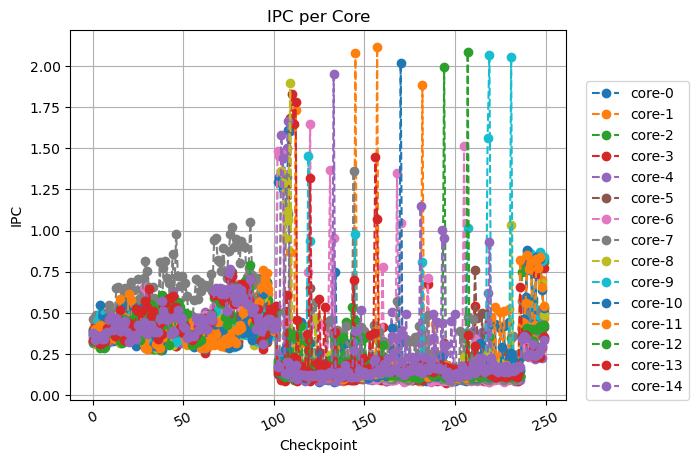 IPC per Core
IPC
2.00
1.75
1.50
1.25
1.00
0.75
0.50
0.25
0.00
0
50
100
150
200
250
Checkpoint
core-0
core-1
core-2
core-3
core-4
core-5
core-6
core-7
core-8
core-9
core-10
core-11
core-12
core-13
core-14